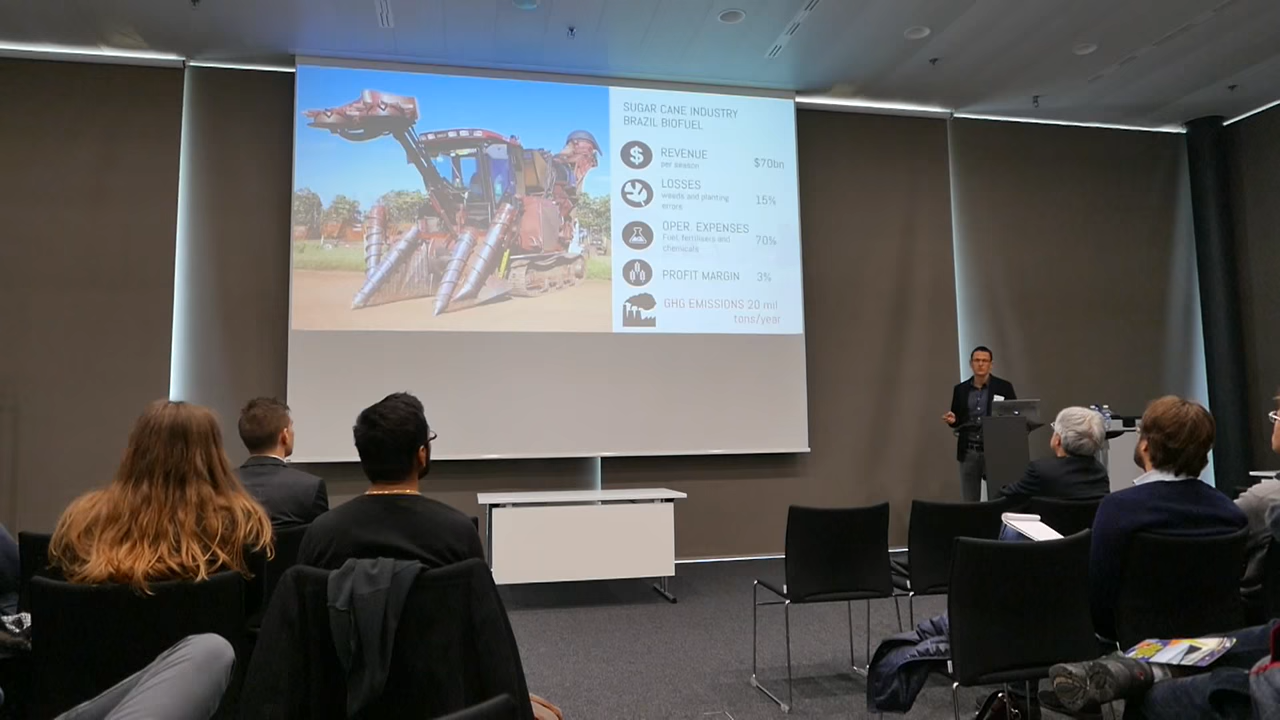 SUGAR CANE INDUSTRY
BRAZIL BIOFUEL
$
REVENUE
per season
$70bn
LOSSES
weeds and planting
errors
15%
OPER. EXPENSES
Fuel, fertilisers and
chemicals
70%
PROFIT MARGIN 3%
GHG EMISSIONS 20 mil
tons/year